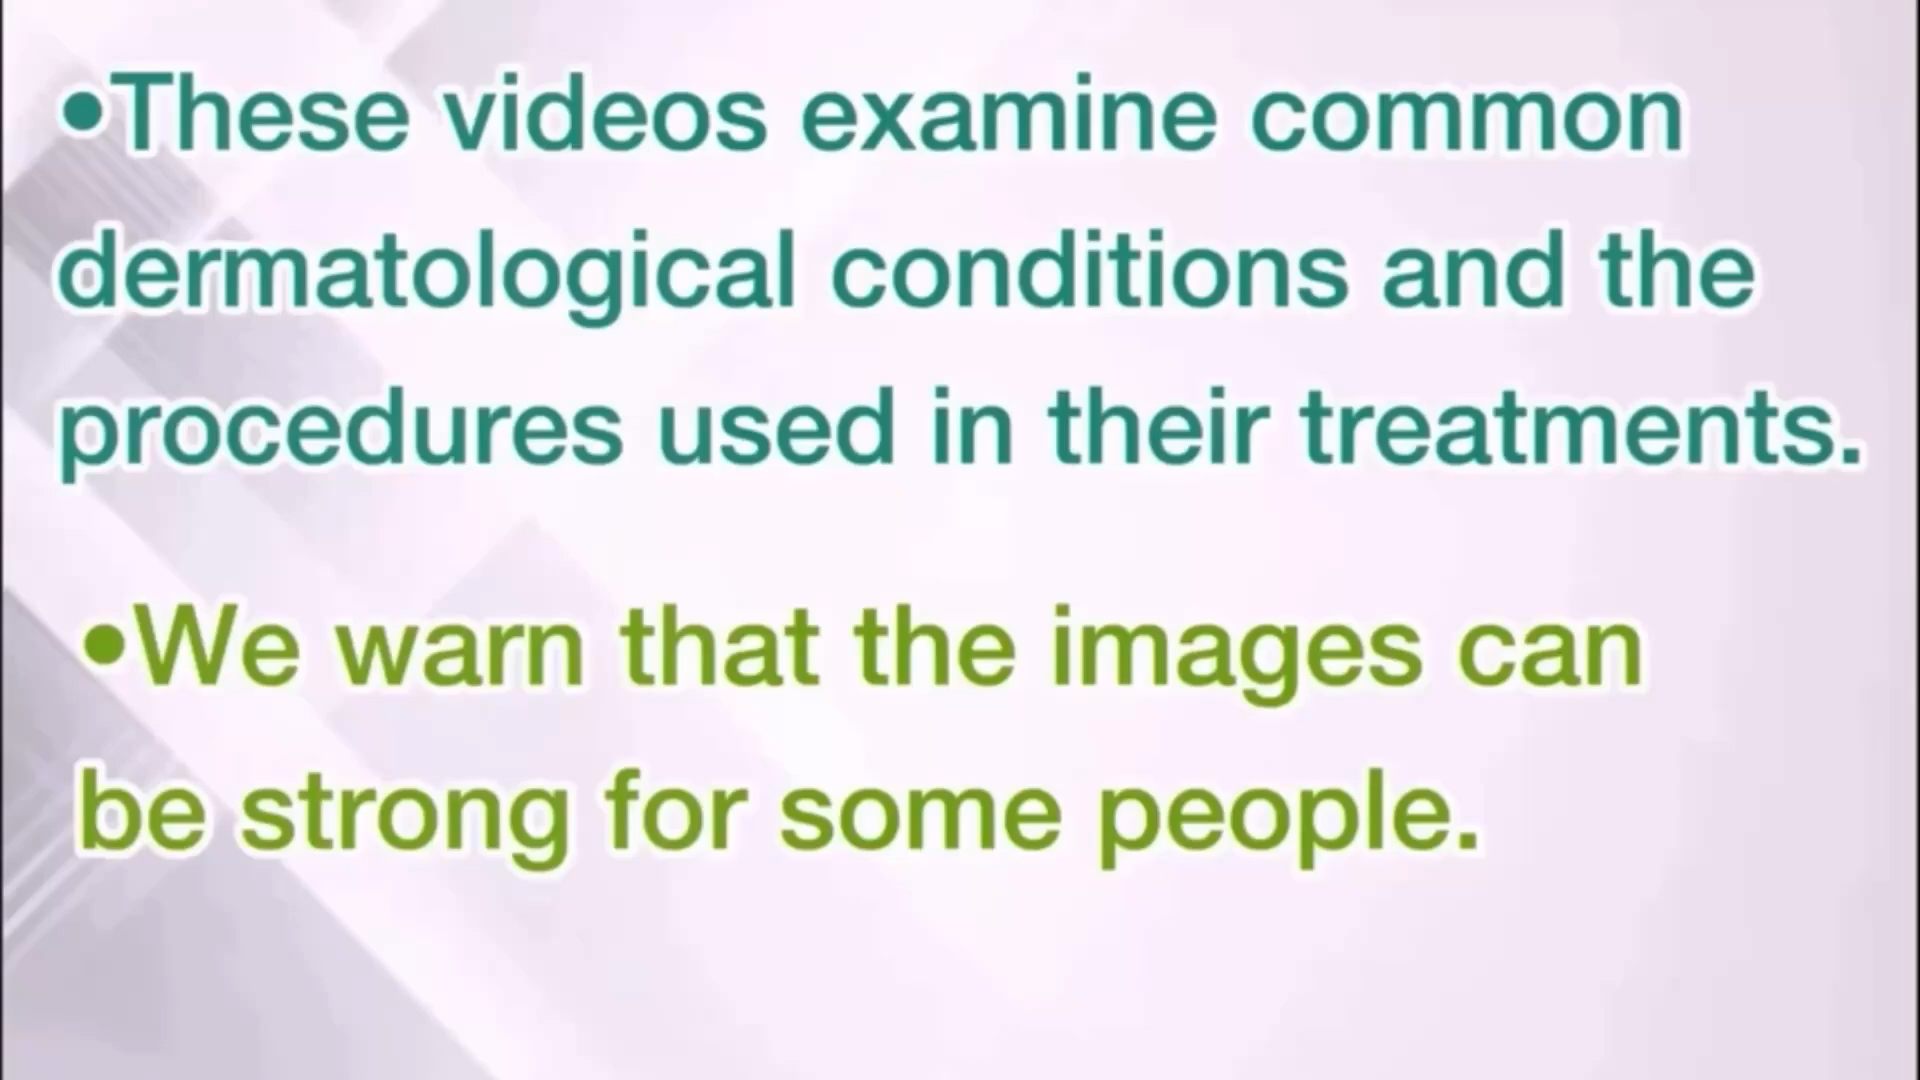 •These videos examine common
dermatological conditions and the
procedures used in their treatments.
•We warn that the images can
be strong for some people.